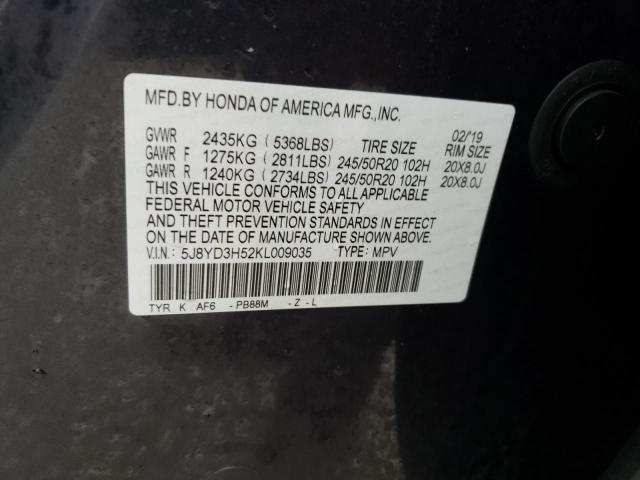 MFD.BY HONDA OF AMERICA MFG.,INC.
02/'19
GVWR 2435KG ( 5368LBS) TIRE SIZE RIM SIZE
GAWR F 1275KG ( 2811LBS) 245/50R20 102H 20X8.0J
GAWR R 1240KG ( 2734LBS) 245/50R20 102H 20X8.0J
THIS VEHICLE CONFORMS TO ALL APPLICABLE
FEDERAL MOTOR VEHICLE SAFETY
AND THEFT PREVENTION STANDARDS IN EFFECT
ON THE DATE OF MANUFACTURE SHOWN ABOVE.
V.I.N: 5J8YD3H52KL009035 TYPE: MPV
TYR K AF6 -PB88M -Z-L